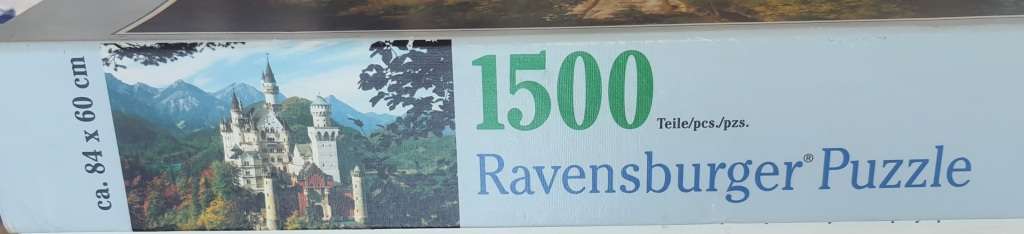 ca. 84 x 60 cm
1500 Teile/pcs./pzs.
Ravensburger® Puzzle